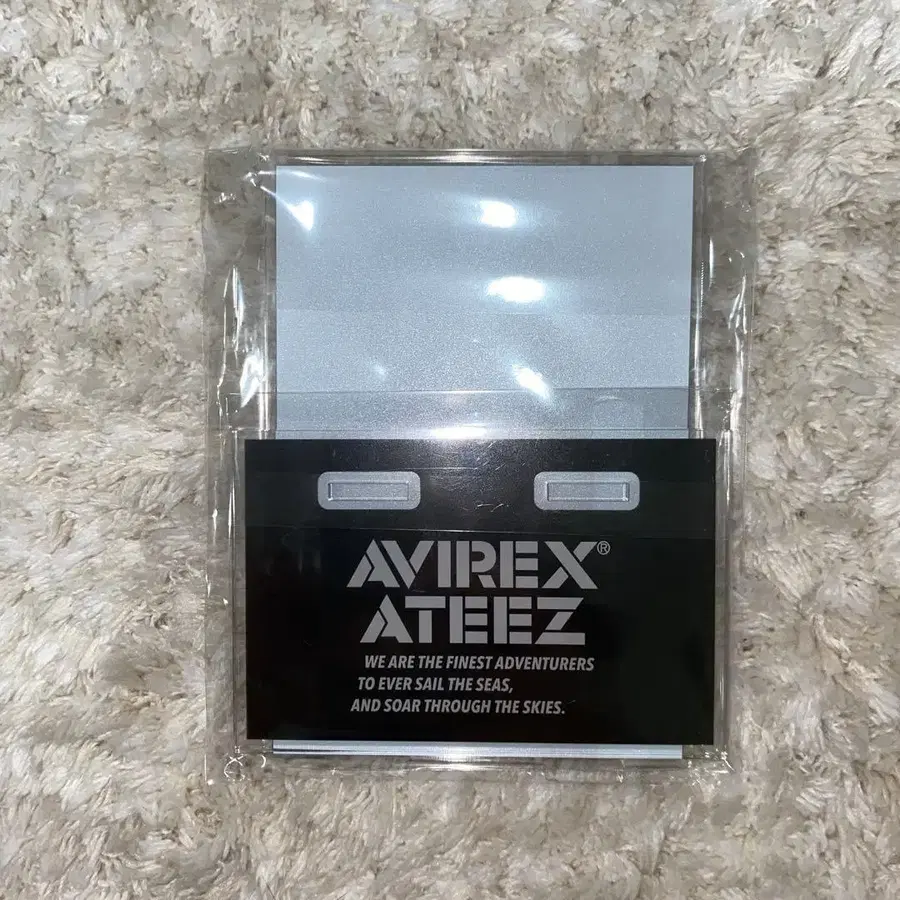 AVIREX®
ATEEZ
WE ARE THE FINEST ADVENTURERS
TO EVER SAIL THE SEAS,
AND SOAR THROUGH THE SKIES.